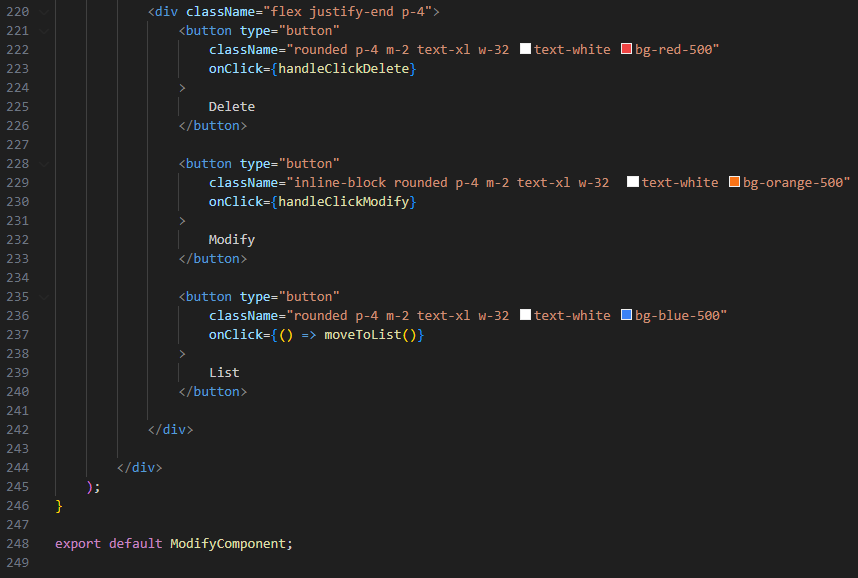 220 <div className="flex justify-end p-4">
221 <button type="button"
222 className="rounded p-4 m-2 text-xl w-32 text-white bg-red-500"
223 onClick={handleClickDelete}
224 >
225 Delete
226 </button>
227
228 <button type="button"
229 className="inline-block rounded p-4 m-2 text-xl w-32  text-white bg-orange-500"
230 onClick={handleClickModify}
231 >
232 Modify
233 </button>
234
235 <button type="button"
236 className="rounded p-4 m-2 text-xl w-32 text-white bg-blue-500"
237 onClick={() => moveToList()}
238 >
239 List
240 </button>
241
242 </div>
243
244 </div>
245 );
246 }
247
248 export default ModifyComponent;
249